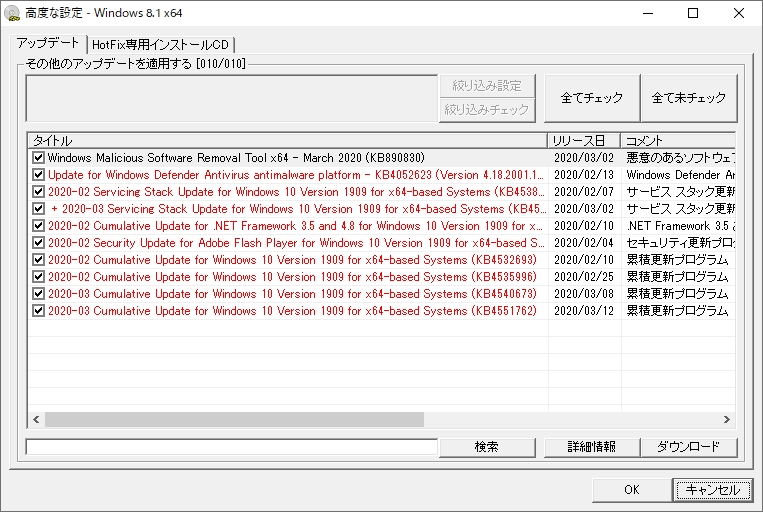 高度な設定 - Windows 8.1 x64
アップデート HotFix専用インストールCD
その他のアップデートを適用する [010/010]
絞り込み設定
絞り込みチェック
全てチェック 全て未チェック
タイトル リリース日 コメント
Windows Malicious Software Removal Tool x64 - March 2020 (KB890830) 2020/03/02 悪意のあるソフトウェア
Update for Windows Defender Antivirus antimalware platform - KB4052623 (Version 4.18.2001.1... 2020/02/13 Windows Defender An
2020-02 Servicing Stack Update for Windows 10 Version 1909 for x64-based Systems (KB4538... 2020/02/07 サービス スタック更新
+ 2020-03 Servicing Stack Update for Windows 10 Version 1909 for x64-based Systems (KB45... 2020/03/02 サービス スタック更新
2020-02 Cumulative Update for .NET Framework 3.5 and 4.8 for Windows 10 Version 1909 for x... 2020/02/10 .NET Framework 3.5 
2020-02 Security Update for Adobe Flash Player for Windows 10 Version 1909 for x64-based S... 2020/02/04 セキュリティ更新プロ
2020-02 Cumulative Update for Windows 10 Version 1909 for x64-based Systems (KB4532693) 2020/02/10 累積更新プログラム
2020-02 Cumulative Update for Windows 10 Version 1909 for x64-based Systems (KB4535996) 2020/02/25 累積更新プログラム
2020-03 Cumulative Update for Windows 10 Version 1909 for x64-based Systems (KB4540673) 2020/03/08 累積更新プログラム
2020-03 Cumulative Update for Windows 10 Version 1909 for x64-based Systems (KB4551762) 2020/03/12 累積更新プログラム
検索 詳細情報 ダウンロード
OK キャンセル